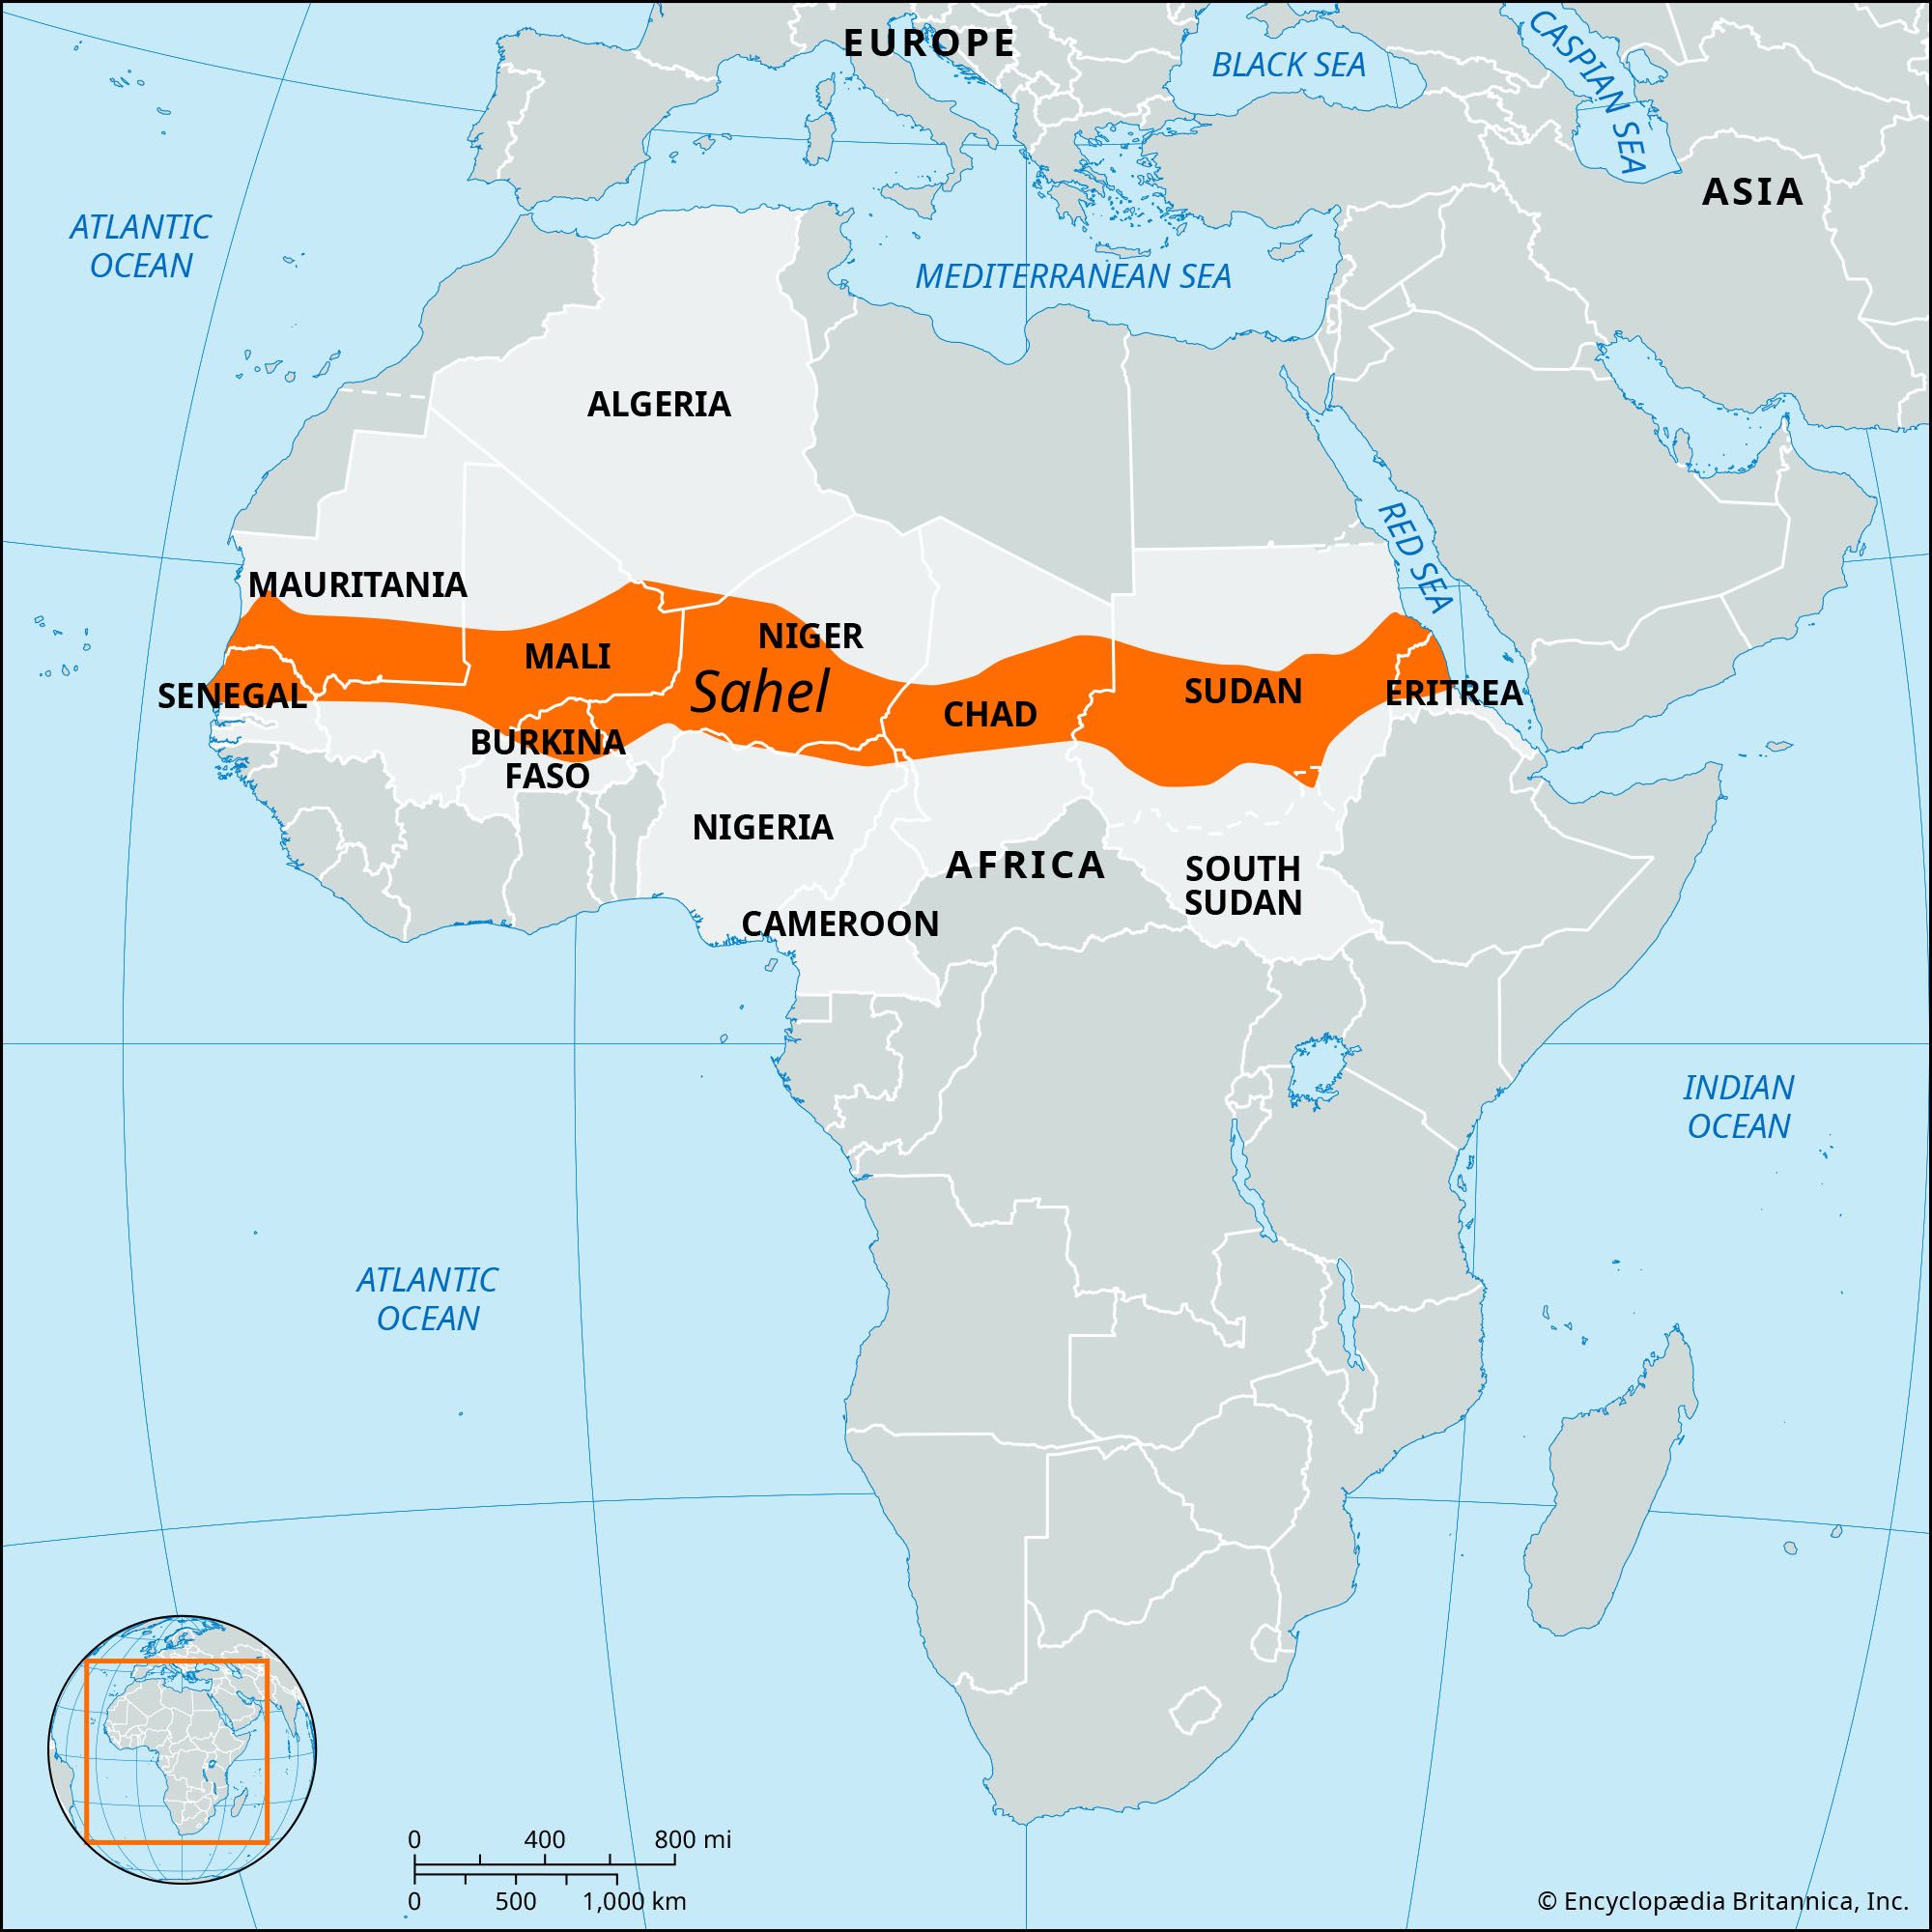 EUROPE
BLACK SEA
CASPIAN SEA
ASIA
ATLANTIC
OCEAN
MEDITERRANEAN SEA
ALGERIA
RED SEA
MAURITANIA
NIGER
MALI
Sahel
SENEGAL
CHAD
SUDAN
ERITREA
BURKINA
FASO
NIGERIA
AFRICA
SOUTH
SUDAN
CAMEROON
INDIAN
OCEAN
ATLANTIC
OCEAN
0 400 800 mi
0 500 1,000 km
© Encyclopædia Britannica, Inc.